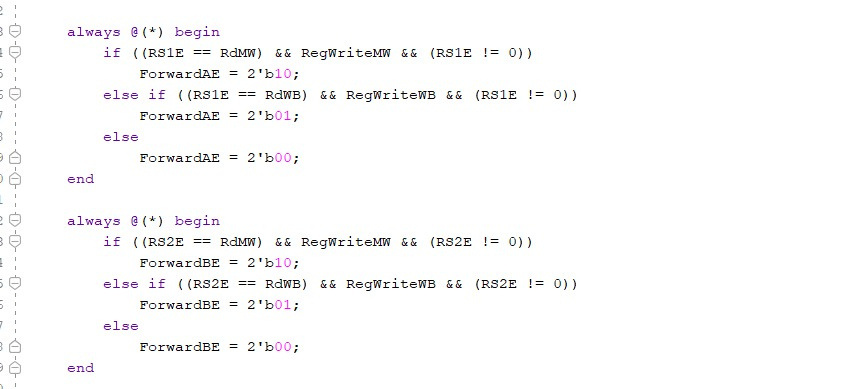 always @(*) begin
if ((RS1E == RdMW) && RegWriteMW && (RS1E != 0))
ForwardAE = 2'b10;
else if ((RS1E == RdWB) && RegWriteWB && (RS1E != 0))
ForwardAE = 2'b01;
else
ForwardAE = 2'b00;
end
always @(*) begin
if ((RS2E == RdMW) && RegWriteMW && (RS2E != 0))
ForwardBE = 2'b10;
else if ((RS2E == RdWB) && RegWriteWB && (RS2E != 0))
ForwardBE = 2'b01;
else
ForwardBE = 2'b00;
end